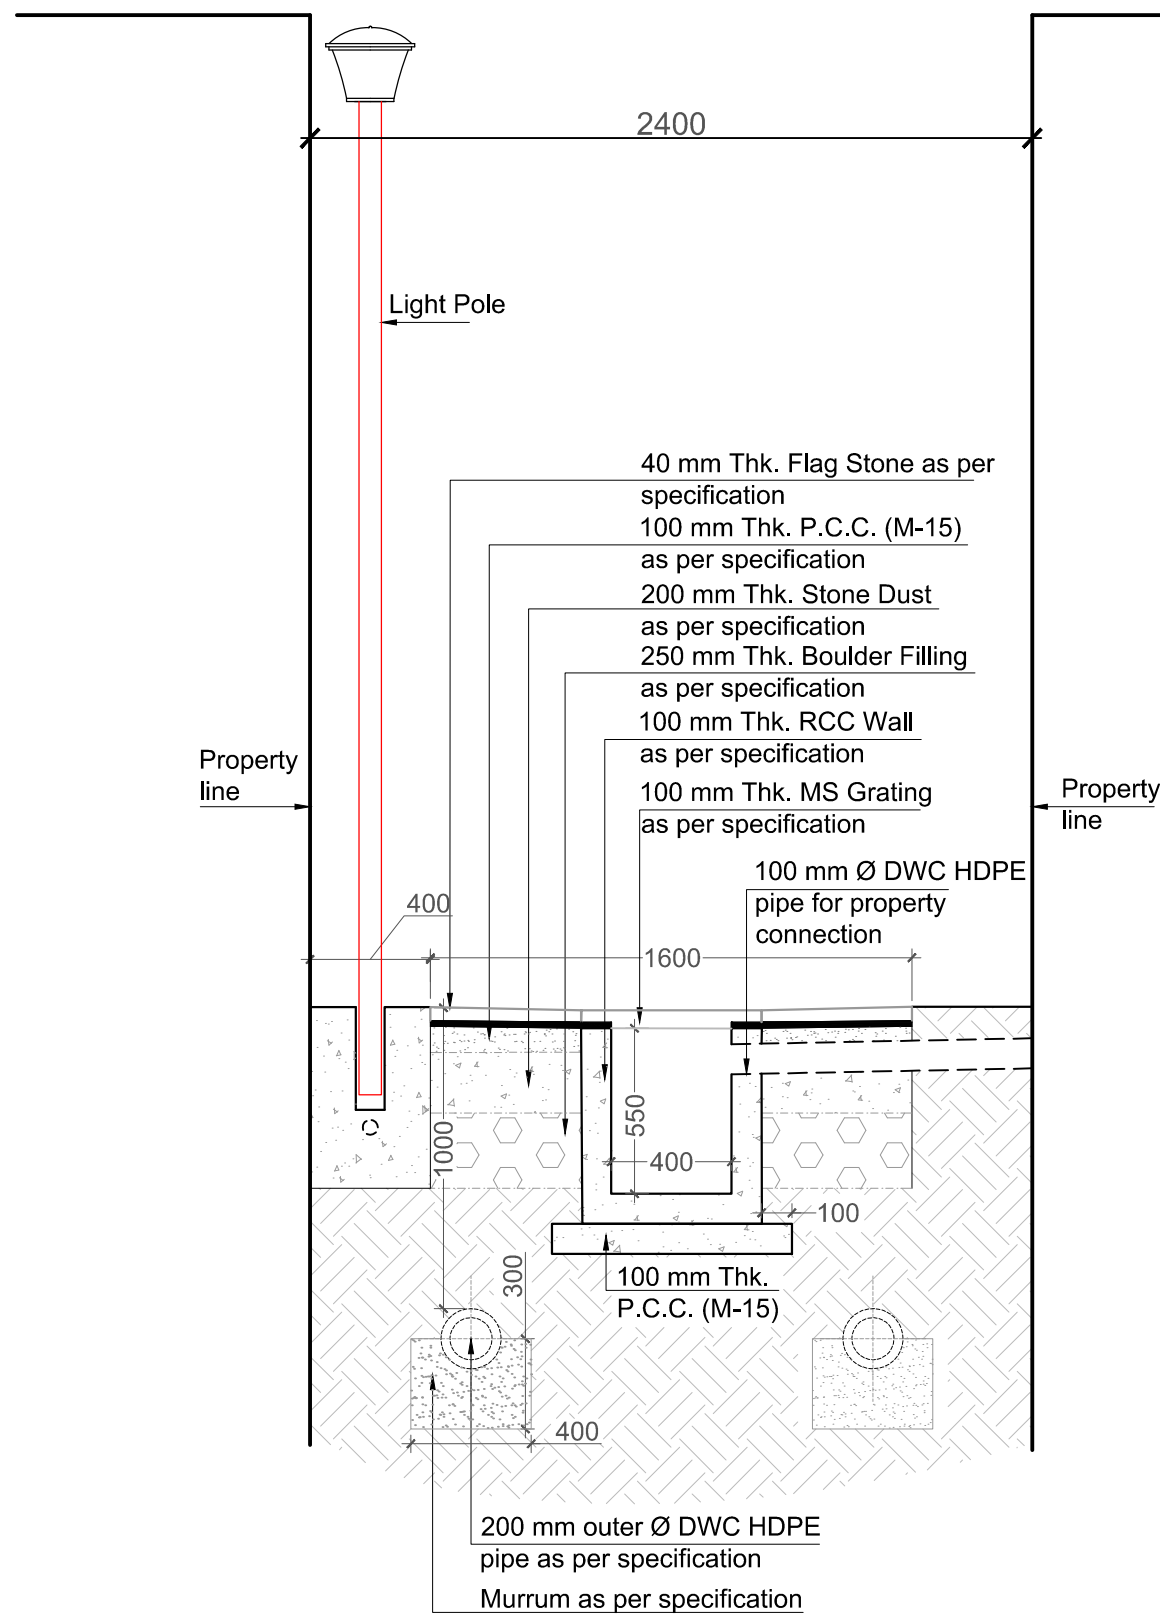 2400
Light Pole
40 mm Thk. Flag Stone as per
specification
100 mm Thk. P.C.C. (M-15)
as per specification
200 mm Thk. Stone Dust
as per specification
250 mm Thk. Boulder Filling
as per specification
100 mm Thk. RCC Wall
as per specification
100 mm Thk. MS Grating
as per specification
Property
line
Property
line
100 mm Ø DWC HDPE
pipe for property
connection
400
1600
550
1000
400
100
300
100 mm Thk.
P.C.C. (M-15)
400
200 mm outer Ø DWC HDPE
pipe as per specification
Murrum as per specification